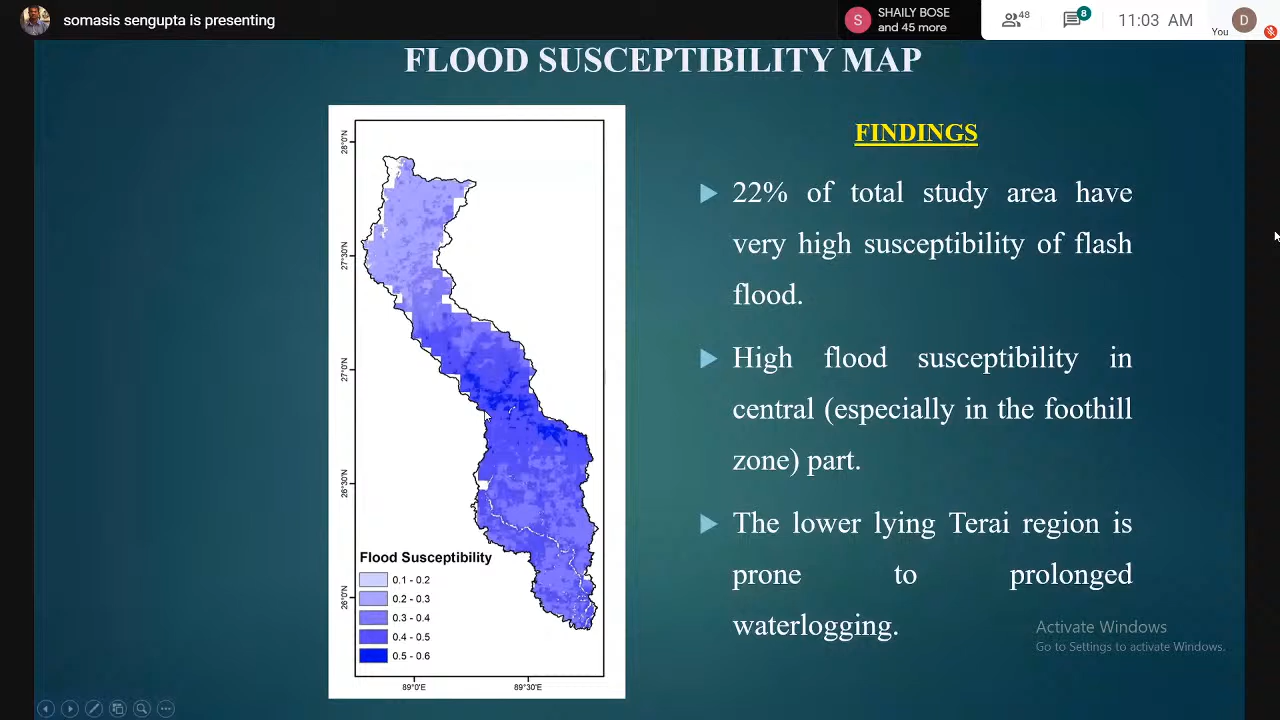 somasis sengupta is presenting
S
SHAILY BOSE
and 45 more
48
8
11:03 AM
You
D
FLOOD SUSCEPTIBILITY MAP
28°0'N
27°30'N
27°0'N
26°30'N
26°0'N
89°0'E
89°30'E
Flood Susceptibility
0.1 - 0.2
0.2 - 0.3
0.3 - 0.4
0.4 - 0.5
0.5 - 0.6
FINDINGS
22% of total study area have
very high susceptibility of flash
flood.
High flood susceptibility in
central (especially in the foothill
zone) part.
The lower lying Terai region is
prone to prolonged
waterlogging.
Activate Windows
Go to Settings to activate Windows.